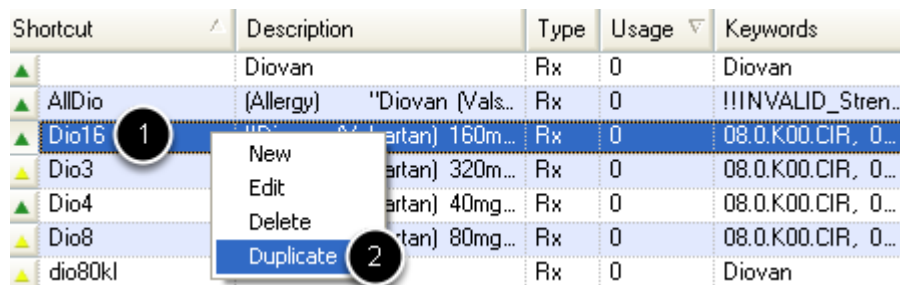 Shortcut Description Type Usage Keywords
Diovan Rx 0 Diovan
AllDio (Allergy) "Diovan (Vals... Rx 0 !!!INVALID_Stren...
Dio16 1 artan) 160m... Rx 0 08.0.K00.CIR, 0...
New
Dio3 artan) 320m... Rx 0 08.0.K00.CIR, 0...
Edit
Dio4 artan) 40mg... Rx 0 08.0.K00.CIR, 0...
Delete
Dio8 tan) 80mg... Rx 0 08.0.K00.CIR, 0...
Duplicate 2
dio80kl Rx 0 Diovan